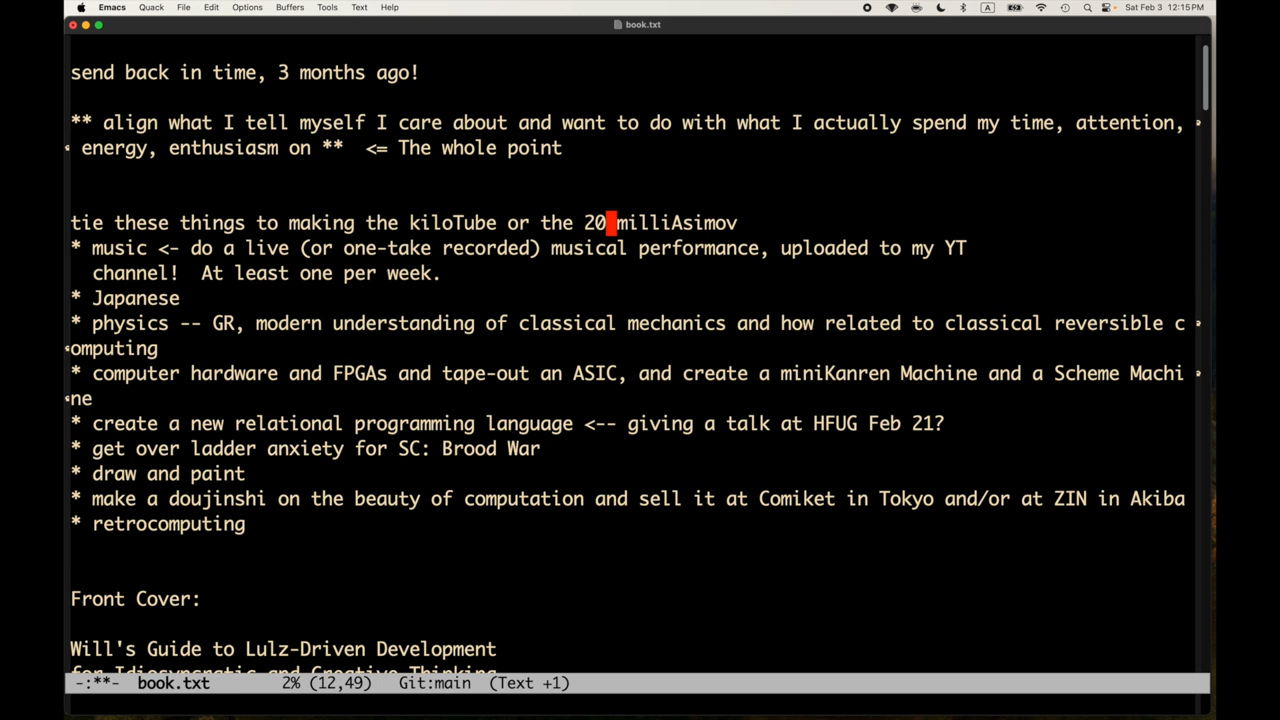 Emacs Quack File Edit Options Buffers Tools Text Help A Sat Feb 3 12:15 PM
book.txt
send back in time, 3 months ago!
** align what I tell myself I care about and want to do with what I actually spend my time, attention,
energy, enthusiasm on ** <= The whole point
tie these things to making the kiloTube or the 20 milliAsimov
* music <- do a live (or one-take recorded) musical performance, uploaded to my YT
channel! At least one per week.
* Japanese
* physics -- GR, modern understanding of classical mechanics and how related to classical reversible c
omputing
* computer hardware and FPGAs and tape-out an ASIC, and create a miniKanren Machine and a Scheme Machi
ne
* create a new relational programming language <-- giving a talk at HFUG Feb 21?
* get over ladder anxiety for SC: Brood War
* draw and paint
* make a doujinshi on the beauty of computation and sell it at Comiket in Tokyo and/or at ZIN in Akiba
* retrocomputing
Front Cover:
Will's Guide to Lulz-Driven Development
for Idiosyncratic and Creative Thinking
-:**- book.txt 2% (12,49) Git:main (Text +1)